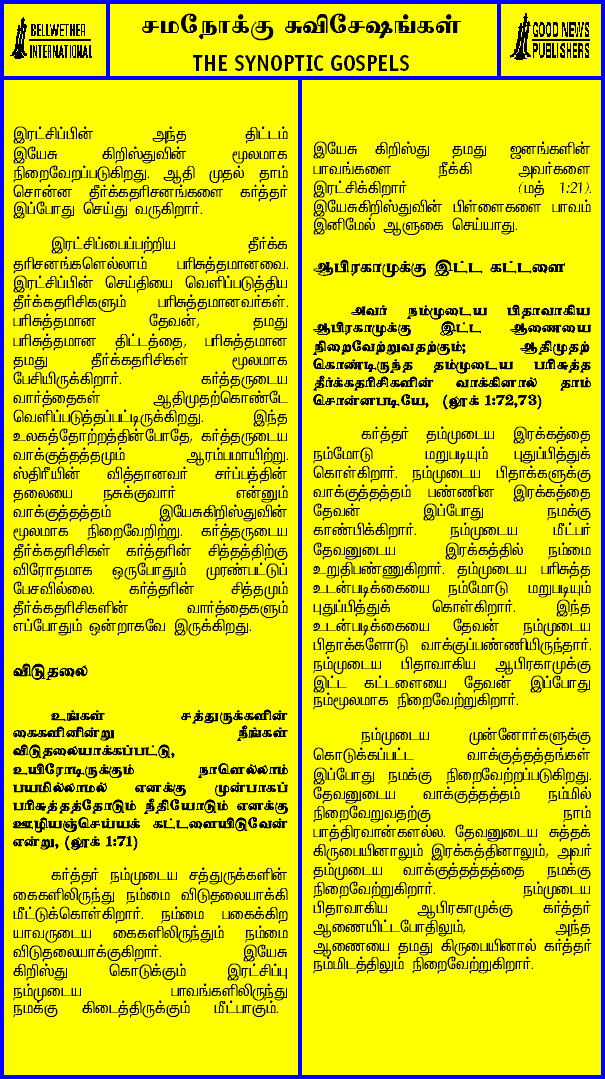 BELLWETHER
INTERNATIONAL
சமநோக்கு சுவிசேஷங்கள்
THE SYNOPTIC GOSPELS
GOOD NEWS
PUBLISHERS
இரட்சிப்பின் அந்த திட்டம்
இயேசு கிறிஸ்துவின் மூலமாக
நிறைவேறப்படுகிறது. ஆதி முதல் தாம்
சொன்ன தீர்க்கதரிசனங்களை கர்த்தர்
இப்போது செய்து வருகிறார்.
இரட்சிப்பைப்பற்றிய தீர்க்க
தரிசனங்களெல்லாம் பரிசுத்தமானவை.
இரட்சிப்பின் செய்தியை வெளிப்படுத்திய
தீர்க்கதரிசிகளும் பரிசுத்தமானவர்கள்.
பரிசுத்தமான தேவன், தமது
பரிசுத்தமான திட்டத்தை, பரிசுத்தமான
தமது தீர்க்கதரிசிகள் மூலமாக
பேசியிருக்கிறார். கர்த்தருடைய
வார்த்தைகள் ஆதிமுதற்கொண்டே
வெளிப்படுத்தப்பட்டிருக்கிறது. இந்த
உலகத்தோற்றத்தின்போதே, கர்த்தருடைய
வாக்குத்தத்தமும் ஆரம்பமாயிற்று.
ஸ்திரீயின் வித்தானவர் சர்ப்பத்தின்
தலையை நசுக்குவார் என்னும்
வாக்குத்தத்தம் இயேசுகிறிஸ்துவின்
மூலமாக நிறைவேறிற்று. கர்த்தருடைய
தீர்க்கதரிசிகள் கர்த்தரின் சித்தத்திற்கு
விரோதமாக ஒருபோதும் முரண்பட்டுப்
பேசவில்லை. கர்த்தரின் சித்தமும்
தீர்க்கதரிசிகளின் வார்த்தைகளும்
எப்போதும் ஒன்றாகவே இருக்கிறது.
விடுதலை
உங்கள் சத்துருக்களின்
கைகளினின்று நீங்கள்
விடுதலையாக்கப்பட்டு,
உயிரோடிருக்கும் நாளெல்லாம்
பயமில்லாமல் எனக்கு முன்பாகப்
பரிசுத்தத்தோடும் நீதியோடும் எனக்கு
ஊழியஞ்செய்யக் கட்டளையிடுவேன்
என்று, (லூக் 1:71)
கர்த்தர் நம்முடைய சத்துருக்களின்
கைகளிலிருந்து நம்மை விடுதலையாக்கி
மீட்டுக்கொள்கிறார். நம்மை பகைக்கிற
யாவருடைய கைகளிலிருந்தும் நம்மை
விடுதலையாக்குகிறார். இயேசு
கிறிஸ்து கொடுக்கும் இரட்சிப்பு
நம்முடைய பாவங்களிலிருந்து
நமக்கு கிடைத்திருக்கும் மீட்பாகும்.
இயேசு கிறிஸ்து தமது ஜனங்களின்
பாவங்களை நீக்கி அவர்களை
இரட்சிக்கிறார் (மத் 1:21).
இயேசுகிறிஸ்துவின் பிள்ளைகளை பாவம்
இனிமேல் ஆளுகை செய்யாது.
ஆபிரகாமுக்கு இட்ட கட்டளை
அவர் நம்முடைய பிதாவாகிய
ஆபிரகாமுக்கு இட்ட ஆணையை
நிறைவேற்றுவதற்கும்; ஆதிமுதற்
கொண்டிருந்த தம்முடைய பரிசுத்த
தீர்க்கதரிசிகளின் வாக்கினால் தாம்
சொன்னபடியே, (லூக் 1:72,73)
கர்த்தர் தம்முடைய இரக்கத்தை
நம்மோடு மறுபடியும் புதுப்பித்துக்
கொள்கிறார். நம்முடைய பிதாக்களுக்கு
வாக்குத்தத்தம் பண்ணின இரக்கத்தை
தேவன் இப்போது நமக்கு
காண்பிக்கிறார். நம்முடைய மீட்பர்
தேவனுடைய இரக்கத்தில் நம்மை
உறுதிபண்ணுகிறார். தம்முடைய பரிசுத்த
உடன்படிக்கையை நம்மோடு மறுபடியும்
புதுப்பித்துக் கொள்கிறார். இந்த
உடன்படிக்கையை தேவன் நம்முடைய
பிதாக்களோடு வாக்குப்பண்ணியிருந்தார்.
நம்முடைய பிதாவாகிய ஆபிரகாமுக்கு
இட்ட கட்டளையை தேவன் இப்போது
நம்மூலமாக நிறைவேற்றுகிறார்.
நம்முடைய முன்னோர்களுக்கு
கொடுக்கப்பட்ட வாக்குத்தத்தங்கள்
இப்போது நமக்கு நிறைவேற்றப்படுகிறது.
தேவனுடைய வாக்குத்தத்தம் நம்மில்
நிறைவேறுவதற்கு நாம்
பாத்திரவான்களல்ல. தேவனுடைய சுத்தக்
கிருபையினாலும் இரக்கத்தினாலும், அவர்
தம்முடைய வாக்குத்தத்தத்தை நமக்கு
நிறைவேற்றுகிறார். நம்முடைய
பிதாவாகிய ஆபிரகாமுக்கு கர்த்தர்
ஆணையிட்டபோதிலும், அந்த
ஆணையை தமது கிருபையினால் கர்த்தர்
நம்மிடத்திலும் நிறைவேற்றுகிறார்.